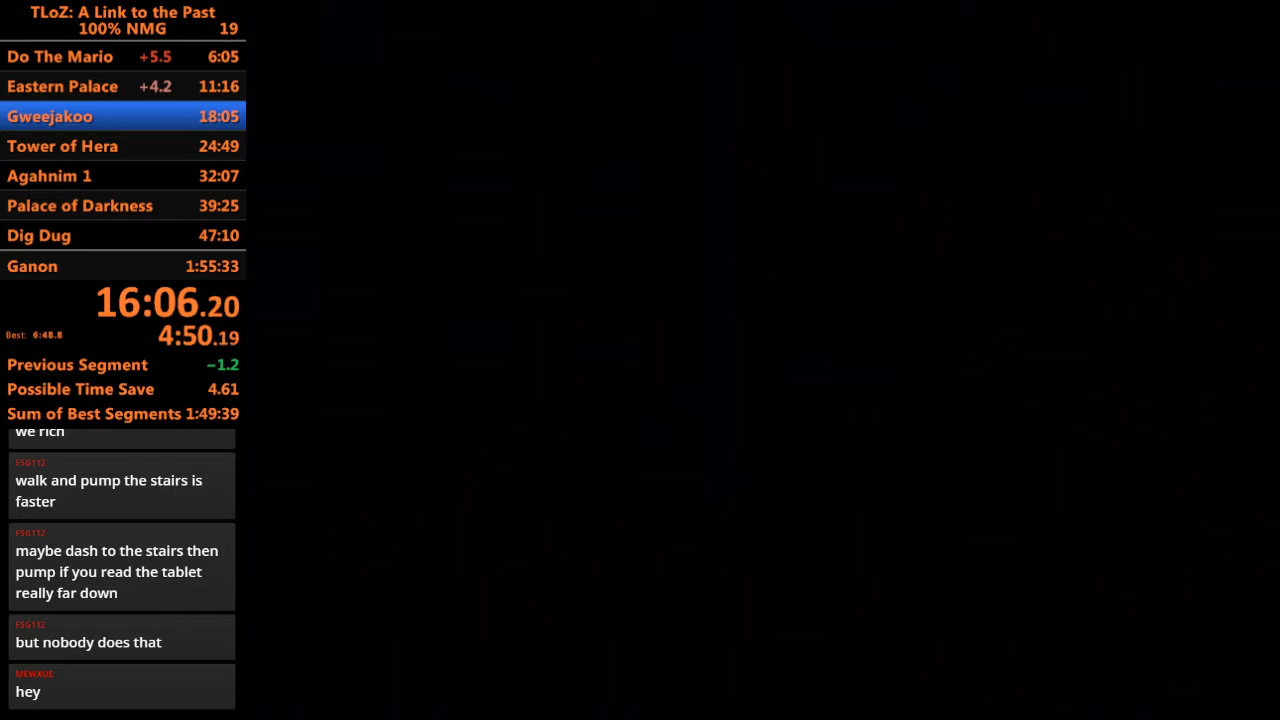 TLoZ: A Link to the Past
100% NMG 19
Do The Mario +5.5 6:05
Eastern Palace +4.2 11:16
Gweejakoo 18:05
Tower of Hera 24:49
Agahnim 1 32:07
Palace of Darkness 39:25
Dig Dug 47:10
Ganon 1:55:33
16:06.20
Best: 6:48.8 4:50.19
Previous Segment −1.2
Possible Time Save 4.61
Sum of Best Segments 1:49:39
we rich
FSG112
walk and pump the stairs is
faster
FSG112
maybe dash to the stairs then
pump if you read the tablet
really far down
FSG112
but nobody does that
MEWXUE
hey